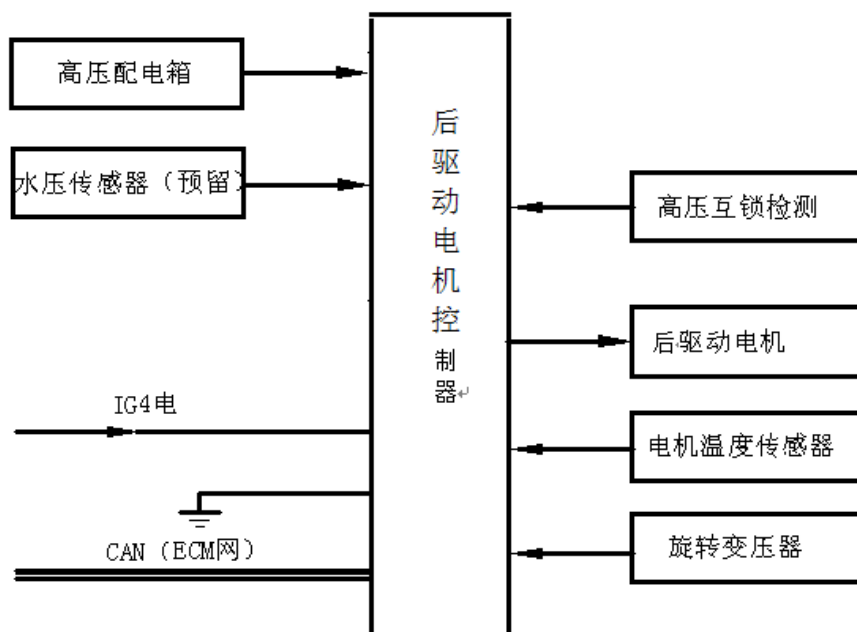 高压配电箱
水压传感器（预留）
IG4电
CAN（ECM网）
后驱动电机控制器
高压互锁检测
后驱动电机
电机温度传感器
旋转变压器